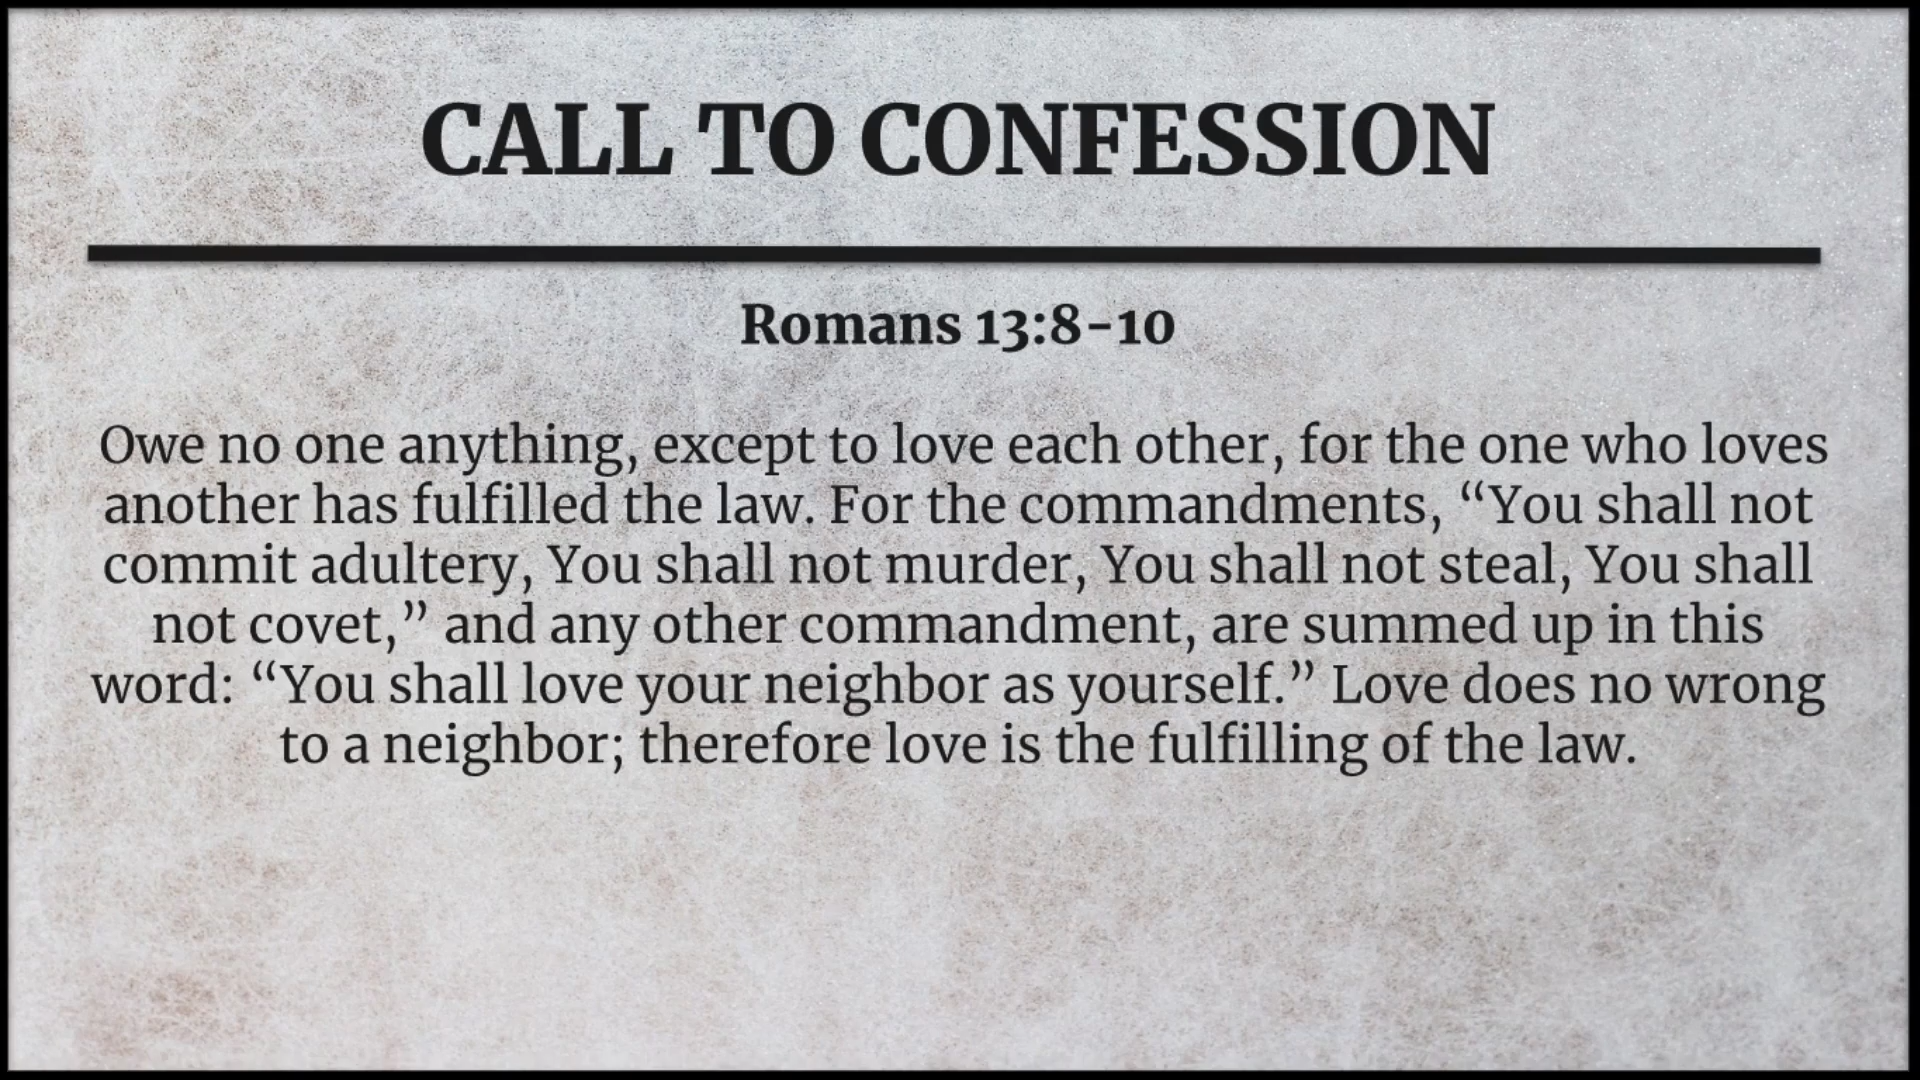 CALL TO CONFESSION
Romans 13:8-10
Owe no one anything, except to love each other, for the one who loves
another has fulfilled the law. For the commandments, “You shall not
commit adultery, You shall not murder, You shall not steal, You shall
not covet,” and any other commandment, are summed up in this
word: “You shall love your neighbor as yourself.” Love does no wrong
to a neighbor; therefore love is the fulfilling of the law.